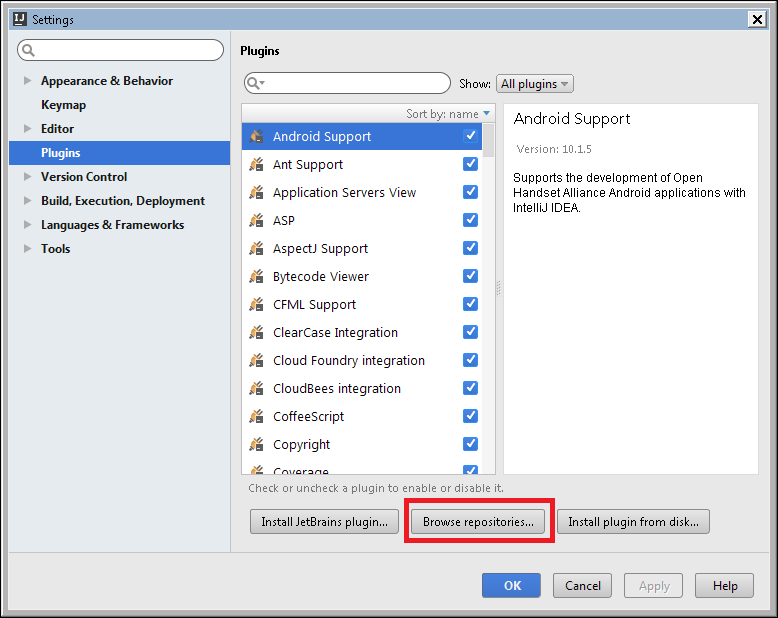 IJ Settings
Appearance & Behavior
Keymap
Editor
Plugins
Version Control
Build, Execution, Deployment
Languages & Frameworks
Tools
Plugins
Show: All plugins
Sort by: name
Android Support
Ant Support
Application Servers View
ASP
AspectJ Support
Bytecode Viewer
CFML Support
ClearCase Integration
Cloud Foundry integration
CloudBees integration
CoffeeScript
Copyright
Coverage
Check or uncheck a plugin to enable or disable it.
Install JetBrains plugin... Browse repositories... Install plugin from disk...
Android Support
Version: 10.1.5
Supports the development of Open
Handset Alliance Android applications with
IntelliJ IDEA.
OK Cancel Apply Help